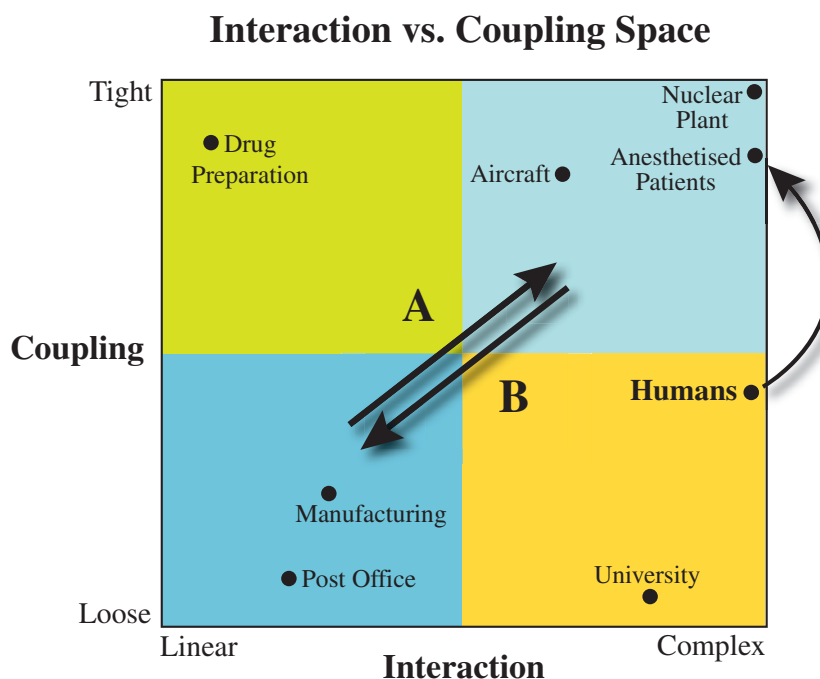 Interaction vs. Coupling Space
Tight
Nuclear
Plant
Drug
Preparation
Anesthetised
Patients
Aircraft
A
Coupling
B
Humans
Manufacturing
Post Office
University
Loose
Linear
Complex
Interaction